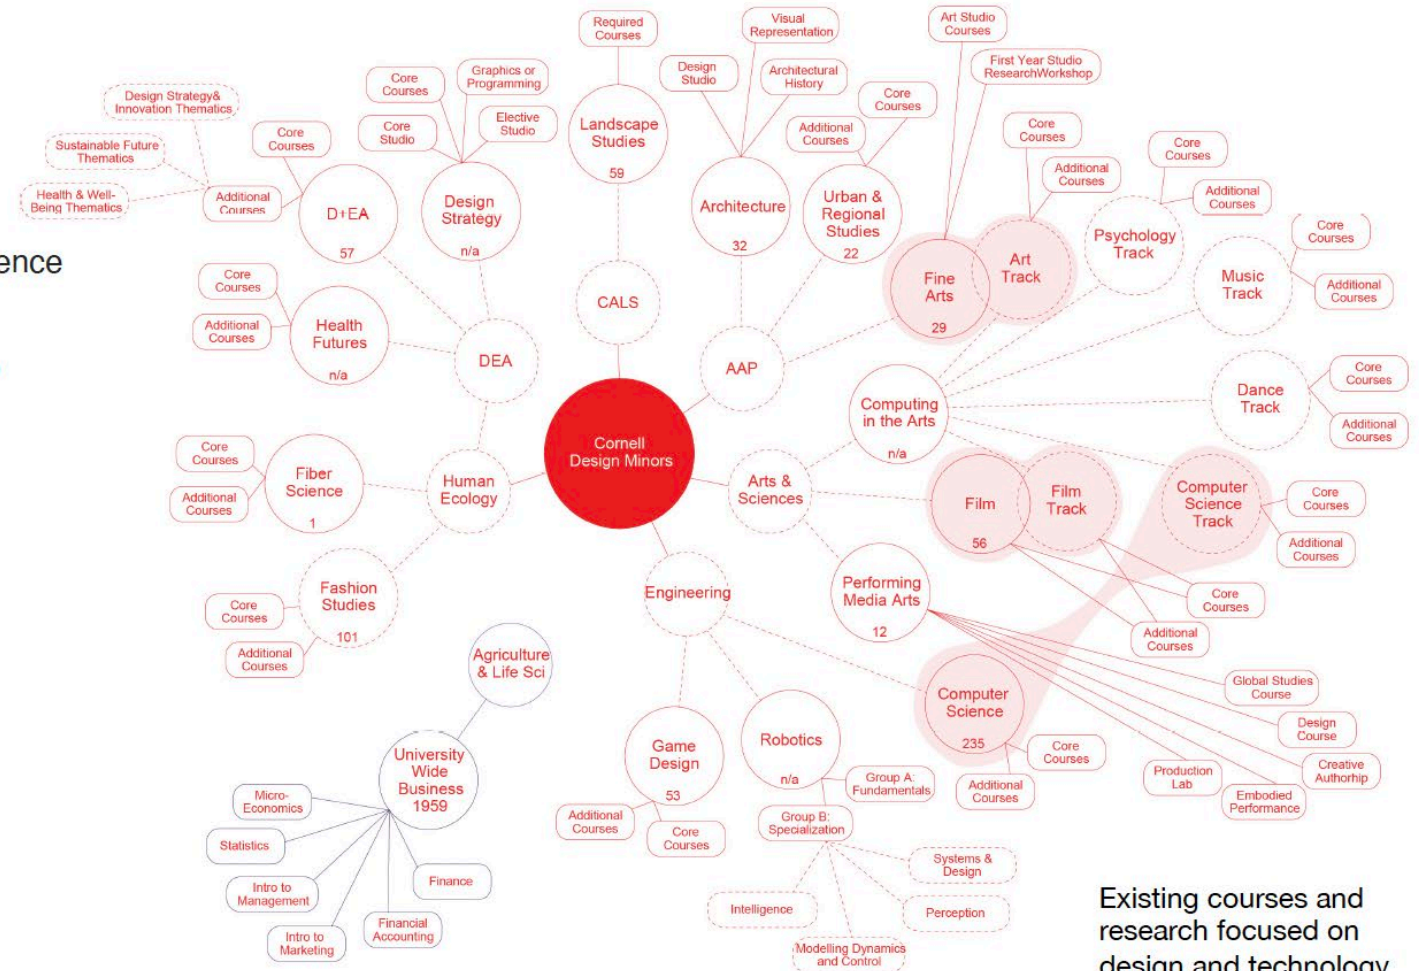 Required
Courses
Visual
Representation
Art Studio
Courses
Design
Studio
Architectural
History
First Year Studio
ResearchWorkshop
Design Strategy&
Innovation Thematics
Core
Courses
Graphics or
Programming
Core
Studio
Elective
Studio
Landscape
Studies
59
Core
Courses
Additional
Courses
Core
Courses
Additional
Courses
Core
Courses
Additional
Courses
Sustainable Future
Thematics
Core
Courses
Health & Well-
Being Thematics
Additional
Courses
D+EA
57
Design
Strategy
n/a
Architecture
32
Urban &
Regional
Studies
22
Psychology
Track
ence
Core
Courses
Additional
Courses
Health
Futures
n/a
DEA
CALS
AAP
Fine
Arts
29
Art
Track
Music
Track
Core
Courses
Additional
Courses
Computing
in the Arts
n/a
Dance
Track
Core
Courses
Additional
Courses
Cornell
Design Minors
Core
Courses
Additional
Courses
Fiber
Science
1
Human
Ecology
Arts &
Sciences
Film
56
Film
Track
Computer
Science
Track
Core
Courses
Additional
Courses
Fashion
Studies
101
Core
Courses
Additional
Courses
Engineering
Performing
Media Arts
12
Core
Courses
Additional
Courses
Agriculture
& Life Sci
Computer
Science
235
Core
Courses
Additional
Courses
Global Studies
Course
Design
Course
Creative
Authorhip
Production
Lab
Embodied
Performance
University
Wide
Business
1959
Micro-
Economics
Statistics
Intro to
Management
Intro to
Marketing
Financial
Accounting
Finance
Game
Design
53
Additional
Courses
Core
Courses
Robotics
n/a
Group A:
Fundamentals
Group B:
Specialization
Systems &
Design
Intelligence
Perception
Modelling Dynamics
and Control
Existing courses and
research focused on
design and technology